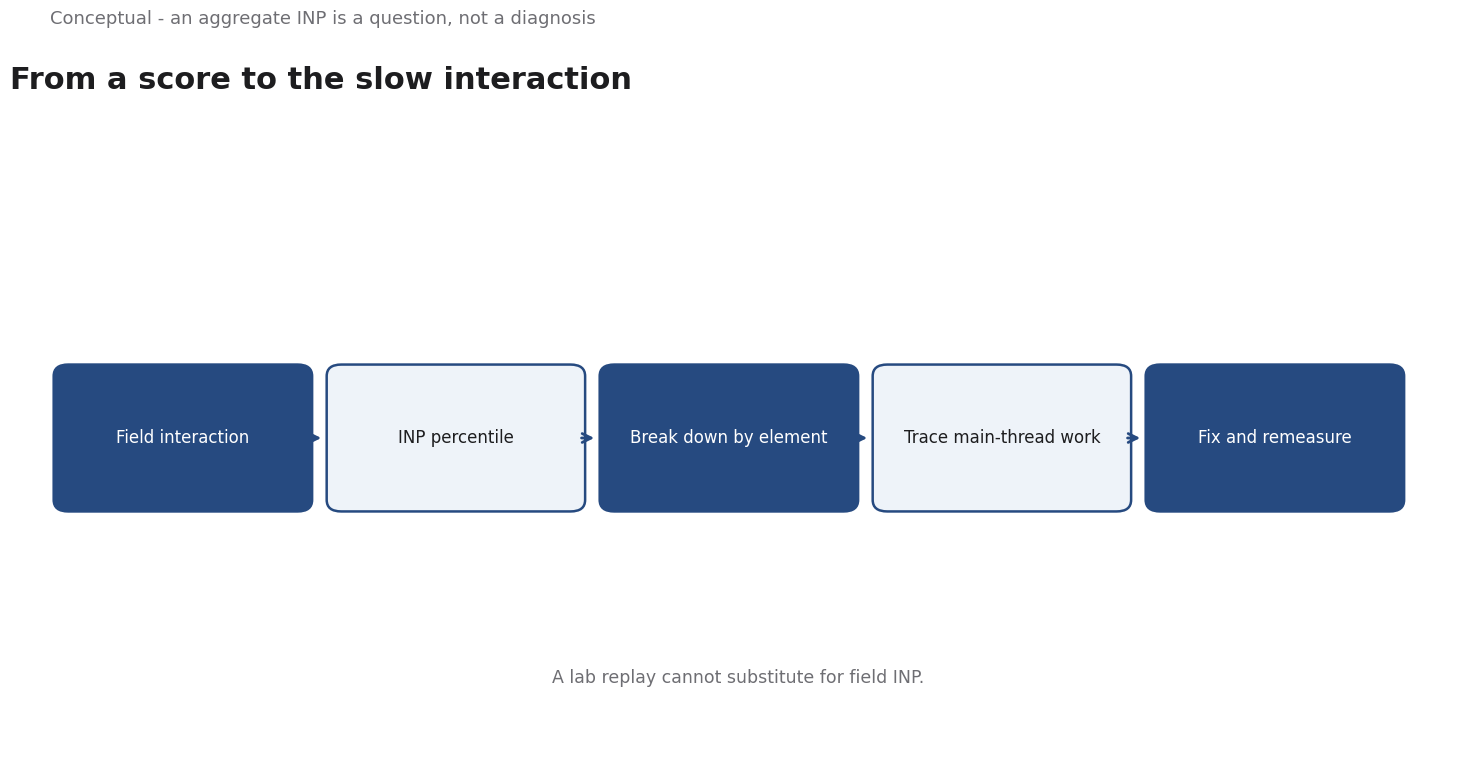 Conceptual - an aggregate INP is a question, not a diagnosis
From a score to the slow interaction
Field interaction
INP percentile
Break down by element
Trace main-thread work
Fix and remeasure
A lab replay cannot substitute for field INP.